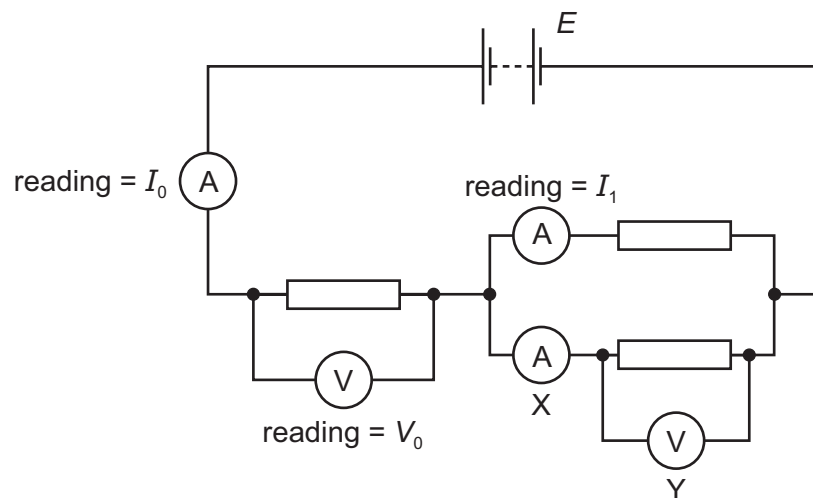 E
reading = I₀
A
reading = I₁
A
A
X
V
reading = V₀
V
Y